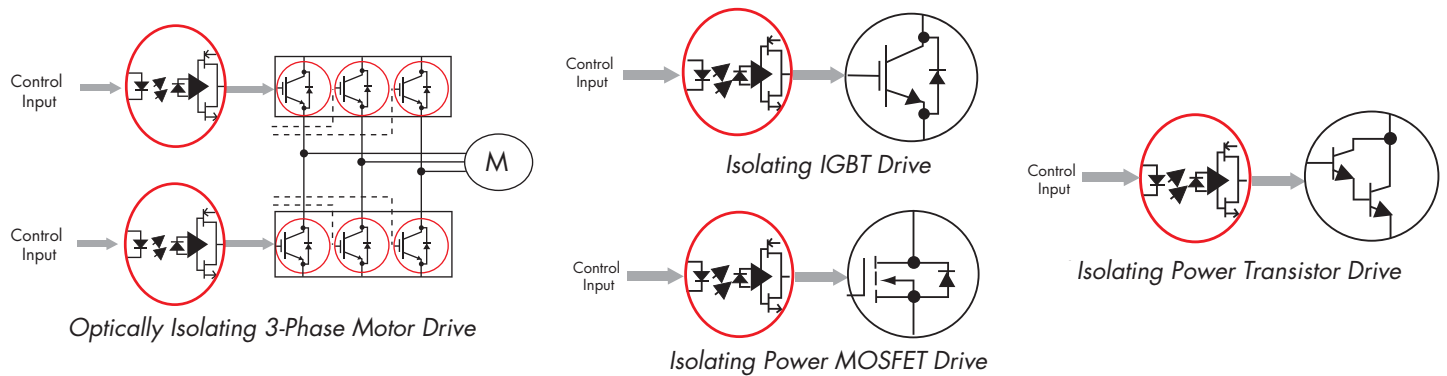 Control
Input
Control
Input
M
Optically Isolating 3-Phase Motor Drive
Control
Input
Isolating IGBT Drive
Control
Input
Isolating Power MOSFET Drive
Control
Input
Isolating Power Transistor Drive